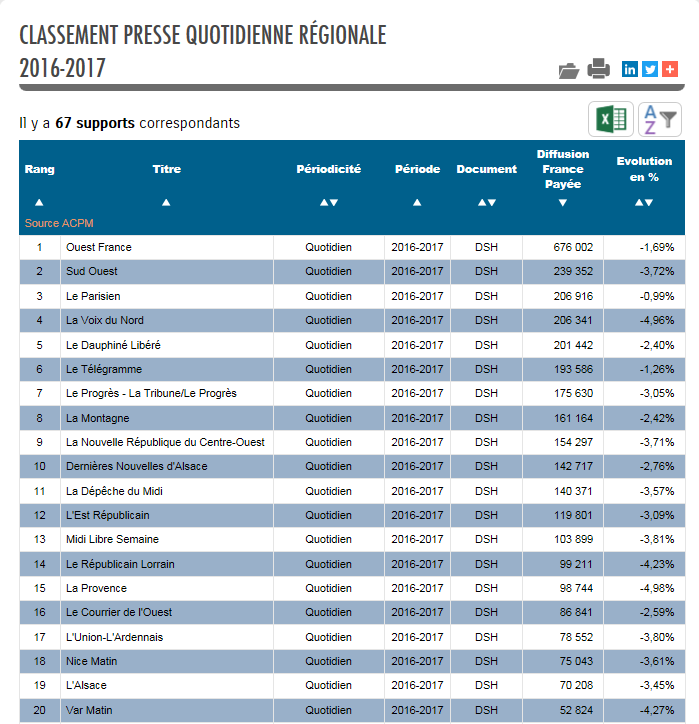 CLASSEMENT PRESSE QUOTIDIENNE RÉGIONALE
2016-2017
in
Il y a 67 supports correspondants
X A Z
Rang Titre Périodicité Période Document Diffusion France Payée Evolution en %
Source ACPM
1 Ouest France Quotidien 2016-2017 DSH 676 002 -1,69%
2 Sud Ouest Quotidien 2016-2017 DSH 239 352 -3,72%
3 Le Parisien Quotidien 2016-2017 DSH 206 916 -0,99%
4 La Voix du Nord Quotidien 2016-2017 DSH 206 341 -4,96%
5 Le Dauphiné Libéré Quotidien 2016-2017 DSH 201 442 -2,40%
6 Le Télégramme Quotidien 2016-2017 DSH 193 586 -1,26%
7 Le Progrès - La Tribune/Le Progrès Quotidien 2016-2017 DSH 175 630 -3,05%
8 La Montagne Quotidien 2016-2017 DSH 161 164 -2,42%
9 La Nouvelle République du Centre-Ouest Quotidien 2016-2017 DSH 154 297 -3,71%
10 Dernières Nouvelles d'Alsace Quotidien 2016-2017 DSH 142 717 -2,76%
11 La Dépêche du Midi Quotidien 2016-2017 DSH 140 371 -3,57%
12 L'Est Républicain Quotidien 2016-2017 DSH 119 801 -3,09%
13 Midi Libre Semaine Quotidien 2016-2017 DSH 103 899 -3,81%
14 Le Républicain Lorrain Quotidien 2016-2017 DSH 99 211 -4,23%
15 La Provence Quotidien 2016-2017 DSH 98 744 -4,98%
16 Le Courrier de l'Ouest Quotidien 2016-2017 DSH 86 841 -2,59%
17 L'Union-L'Ardennais Quotidien 2016-2017 DSH 78 552 -3,80%
18 Nice Matin Quotidien 2016-2017 DSH 75 043 -3,61%
19 L'Alsace Quotidien 2016-2017 DSH 70 208 -3,45%
20 Var Matin Quotidien 2016-2017 DSH 52 824 -4,27%